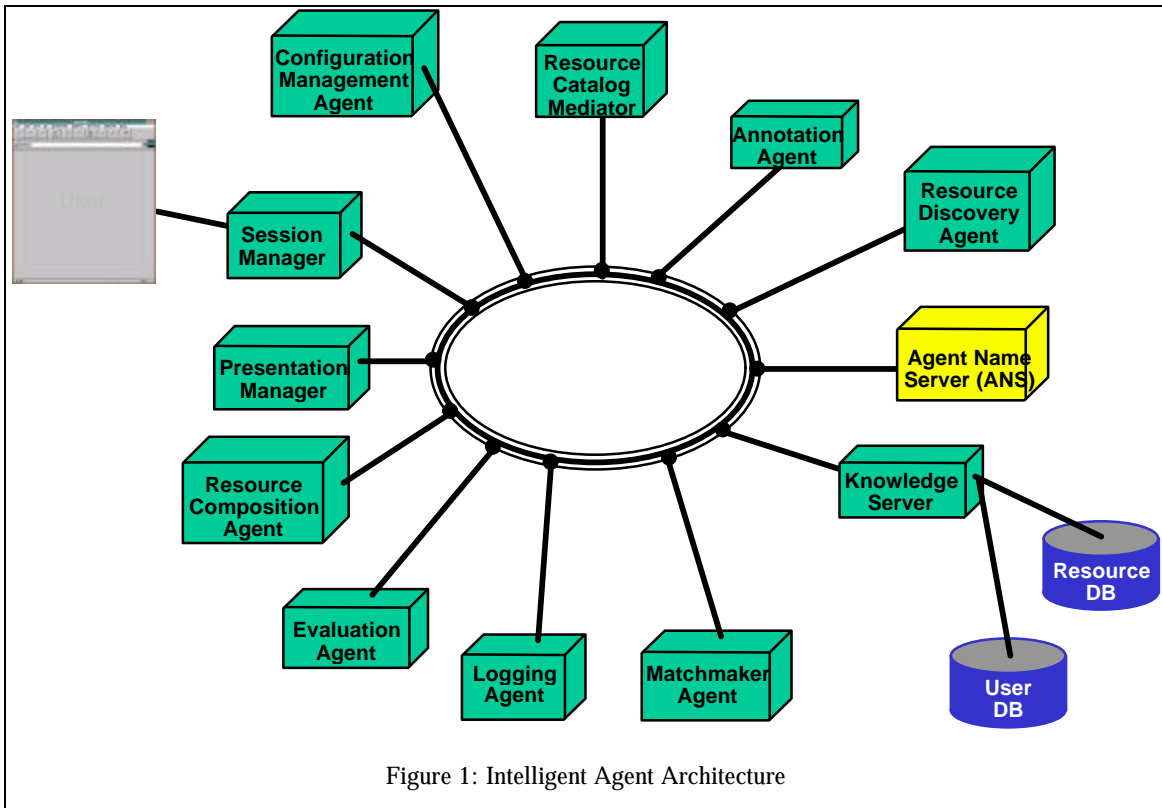 Configuration
Management
Agent
Resource
Catalog
Mediator
Annotation
Agent
Resource
Discovery
Agent
User
Session
Manager
Agent Name
Server (ANS)
Presentation
Manager
Knowledge
Server
Resource
Composition
Agent
Resource
DB
Evaluation
Agent
Logging
Agent
Matchmaker
Agent
User
DB
Figure 1: Intelligent Agent Architecture